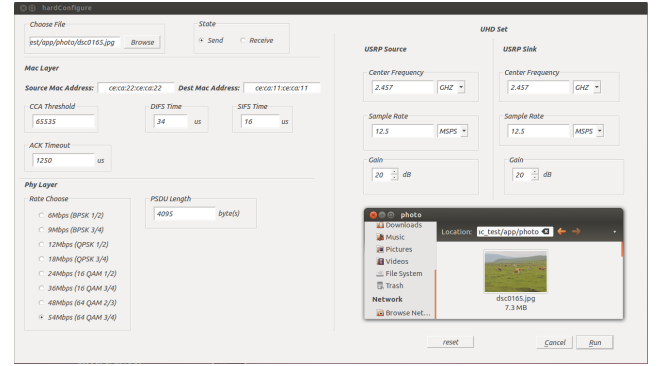 hardConfigure
Choose File
est/app/photo/dsc0165.jpg Browse
State
Send Receive
Mac Layer
Source Mac Address: ce:ca:22:ce:ca:22 Dest Mac Address: ce:ca:11:ce:ca:11
CCA Threshold
65535
DIFS Time
34 us
SIFS Time
16 us
ACK Timeout
1250 us
Phy Layer
Rate Choose
6Mbps (BPSK 1/2)
9Mbps (BPSK 3/4)
12Mbps (QPSK 1/2)
18Mbps (QPSK 3/4)
24Mbps (16 QAM 1/2)
36Mbps (16 QAM 3/4)
48Mbps (64 QAM 2/3)
54Mbps (64 QAM 3/4)
PSDU Length
4095 byte(s)
UHD Set
USRP Source
USRP Sink
Center Frequency
2.457 GHZ
Center Frequency
2.457 GHZ
Sample Rate
12.5 MSPS
Sample Rate
12.5 MSPS
Gain
20 dB
Gain
20 dB
photo
Downloads
Music
Pictures
Videos
File System
Trash
Network
Browse Net...
Location: ic_test/app/photo
dsc0165.jpg
7.3 MB
reset
Cancel
Run